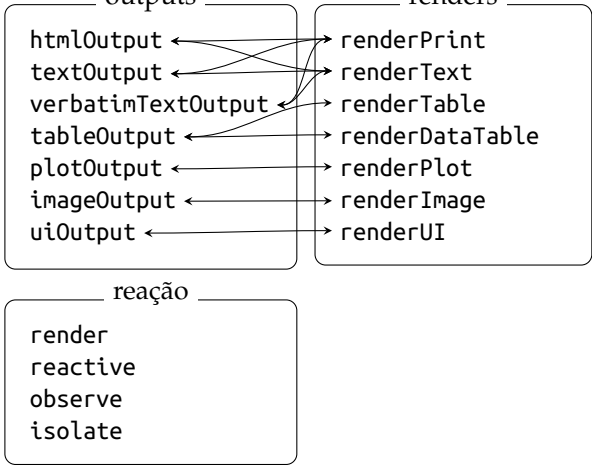 outputs
htmlOutput
textOutput
verbatimTextOutput
tableOutput
plotOutput
imageOutput
uiOutput
renders
renderPrint
renderText
renderTable
renderDataTable
renderPlot
renderImage
renderUI
reação
render
reactive
observe
isolate